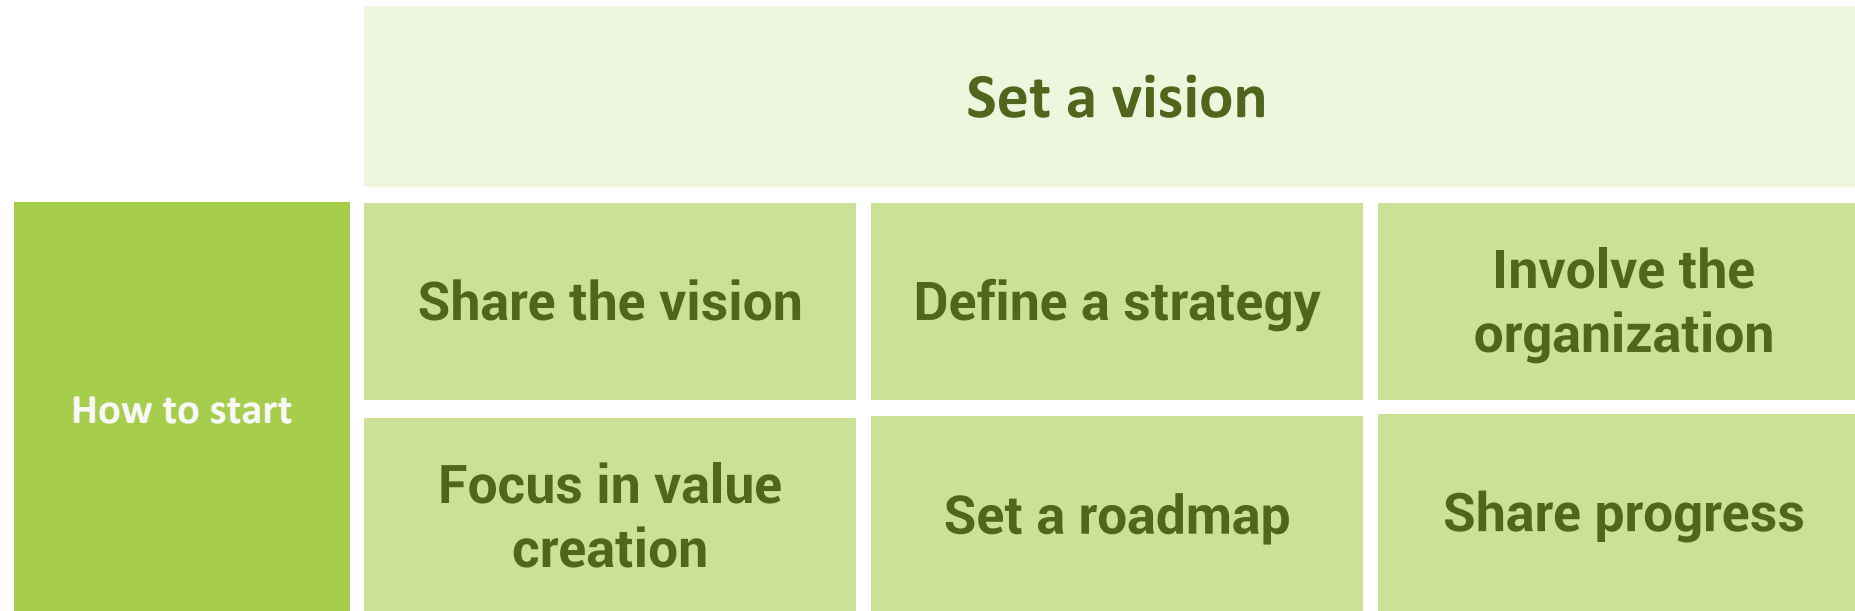 Set a vision
How to start
Share the vision
Define a strategy
Involve the
organization
Focus in value
creation
Set a roadmap
Share progress